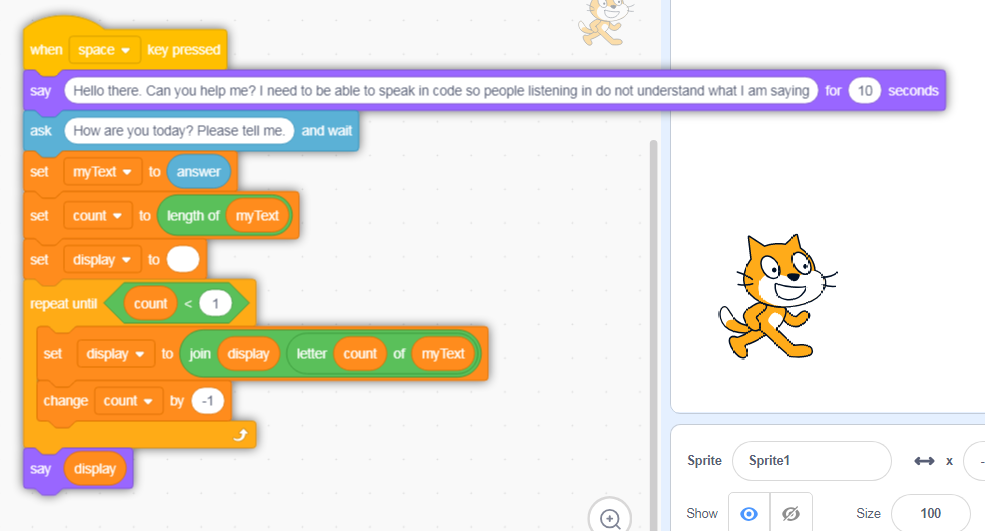 when space key pressed
say Hello there. Can you help me? I need to be able to speak in code so people listening in do not understand what I am saying for 10 seconds
ask How are you today? Please tell me. and wait
set myText to answer
set count to length of myText
set display to
repeat until count < 1
set display to join display letter count of myText
change count by -1
say display
Sprite Sprite1 x -
Show Size 100